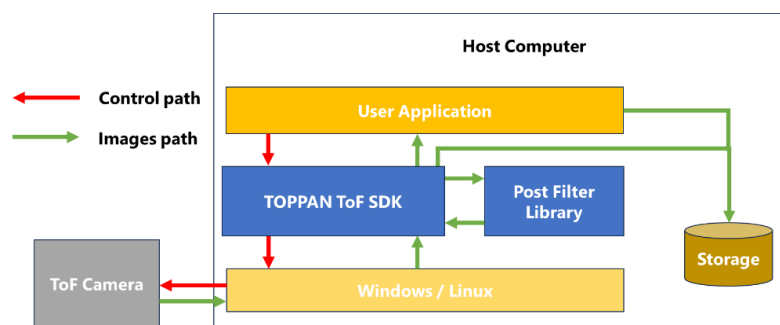 Host Computer
Control path
Images path
User Application
TOPPAN ToF SDK
Post Filter
Library
Storage
ToF Camera
Windows / Linux